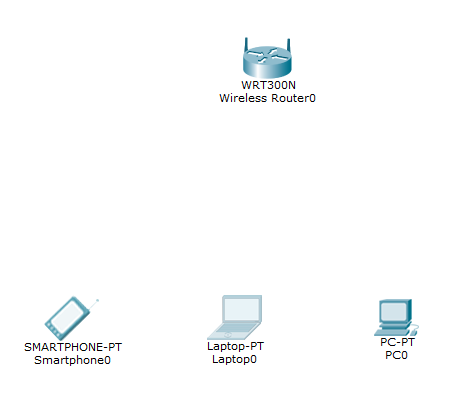 WRT300N
Wireless Router0
SMARTPHONE-PT
Smartphone0
Laptop-PT
Laptop0
PC-PT
PC0